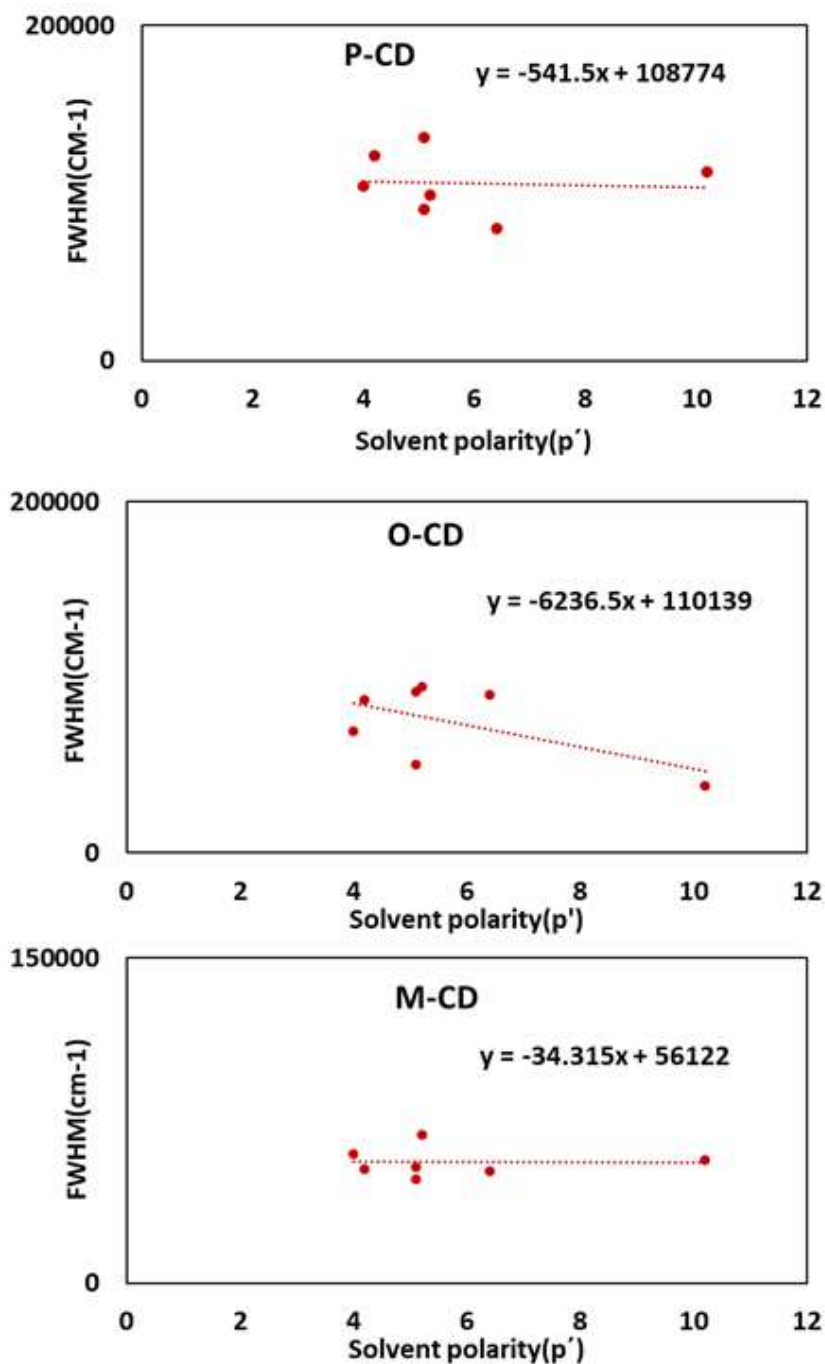 200000
P-CD
y = -541.5x + 108774
FWHM(CM-1)
0
0 2 4 6 8 10 12
Solvent polarity(p´)
200000
O-CD
y = -6236.5x + 110139
FWHM(CM-1)
0
0 2 4 6 8 10 12
Solvent polarity(p')
150000
M-CD
y = -34.315x + 56122
FWHM(cm-1)
0
0 2 4 6 8 10 12
Solvent polarity(p´)